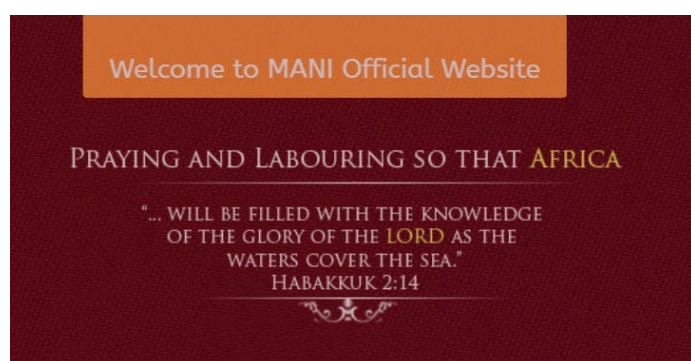 Welcome to MANI Official Website
PRAYING AND LABOURING SO THAT AFRICA
"... WILL BE FILLED WITH THE KNOWLEDGE
OF THE GLORY OF THE LORD AS THE
WATERS COVER THE SEA."
HABAKKUK 2:14